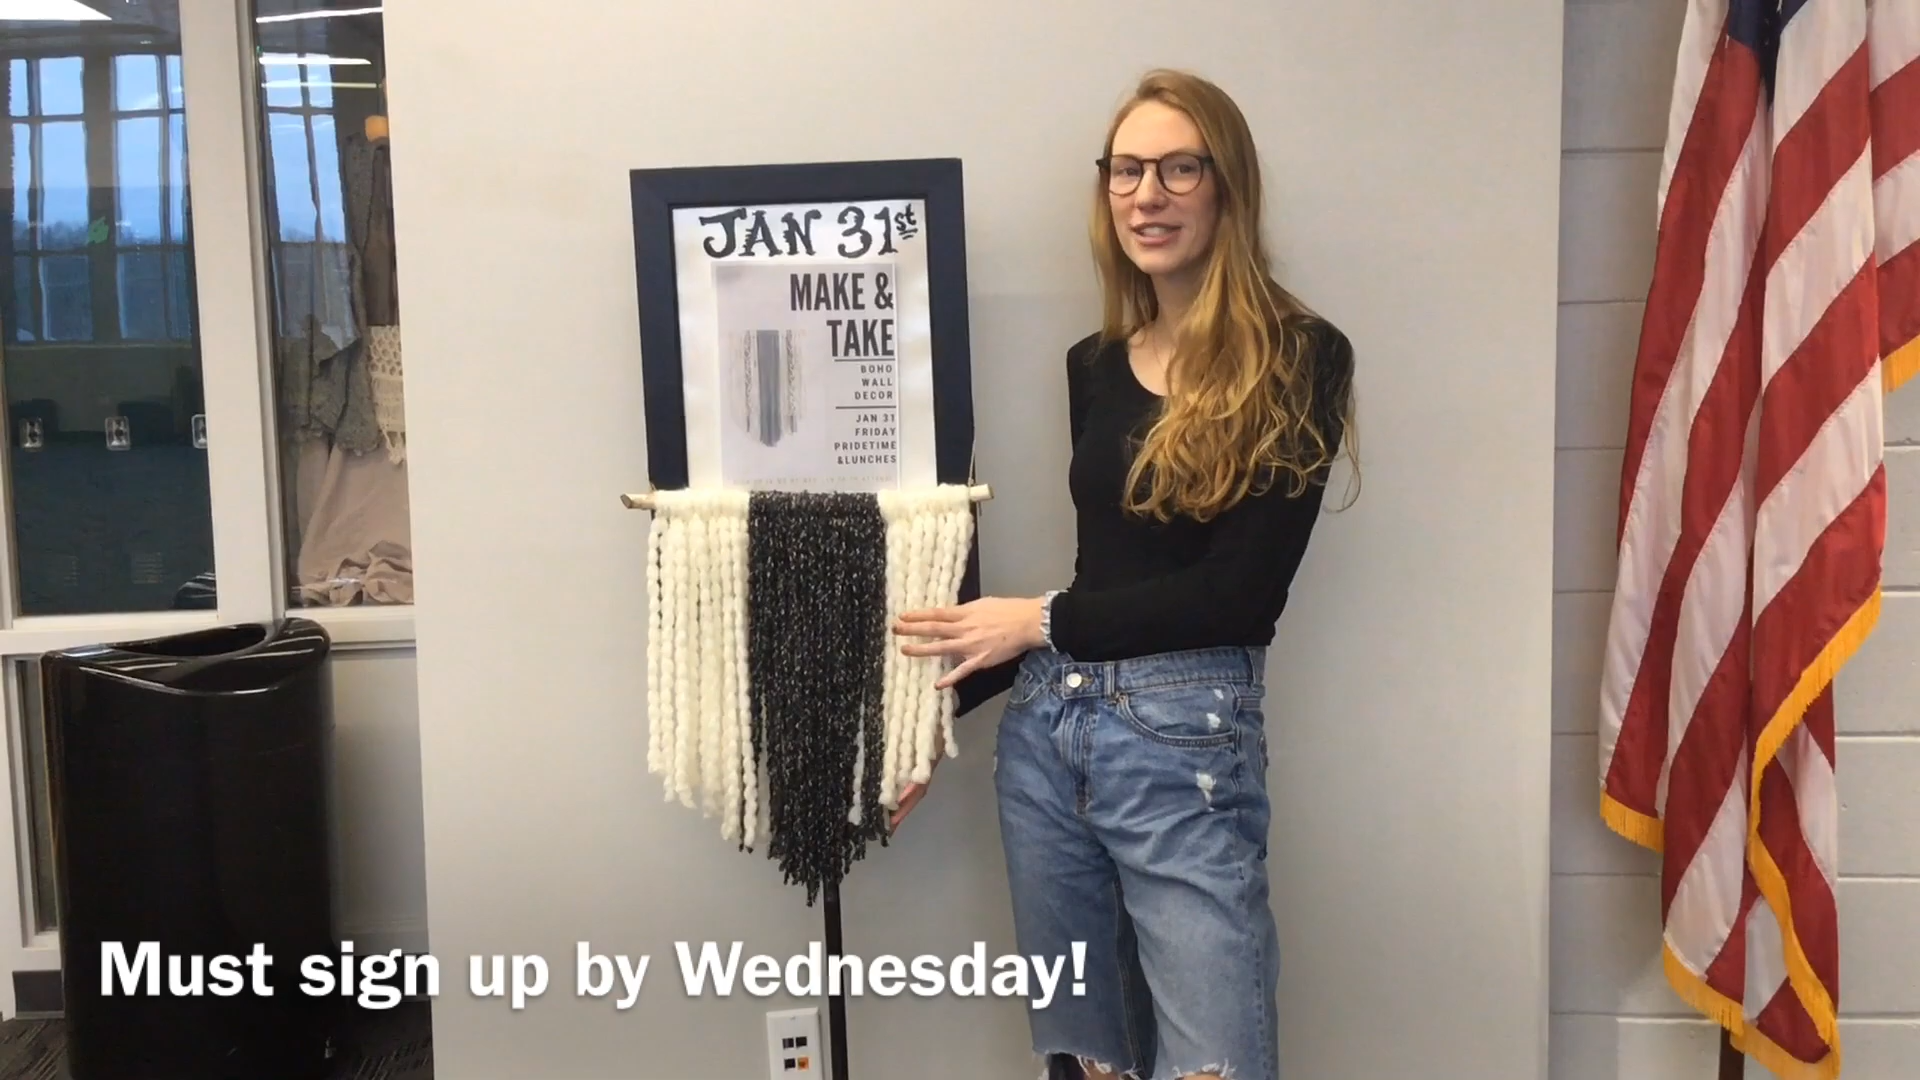 JAN 31st
MAKE &
TAKE
BOHO
WALL
DECOR
JAN 31
FRIDAY
PRIDETIME
&LUNCHES
Must sign up by Wednesday!